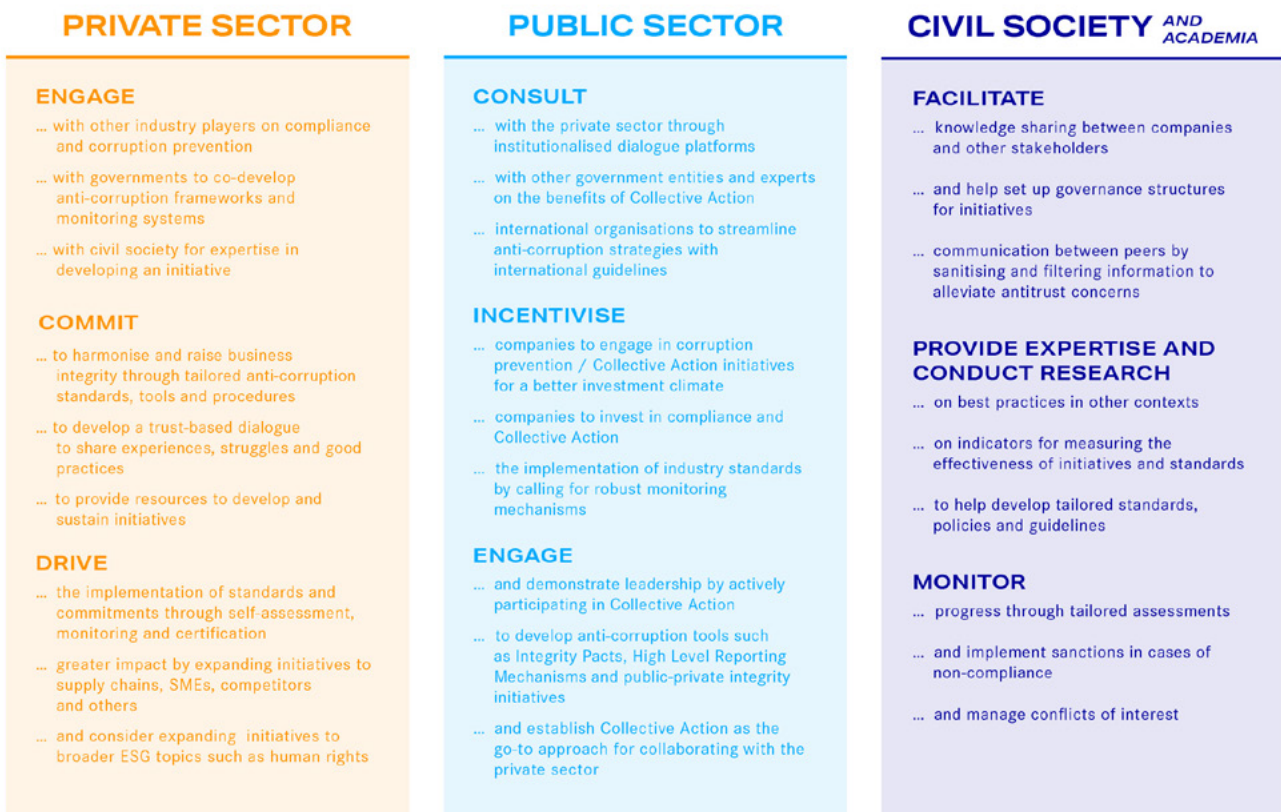 PRIVATE SECTOR
ENGAGE
... with other industry players on compliance
and corruption prevention
... with governments to co-develop
anti-corruption frameworks and
monitoring systems
... with civil society for expertise in
developing an initiative
COMMIT
... to harmonise and raise business
integrity through tailored anti-corruption
standards, tools and procedures
... to develop a trust-based dialogue
to share experiences, struggles and good
practices
... to provide resources to develop and
sustain initiatives
DRIVE
... the implementation of standards and
commitments through self-assessment,
monitoring and certification
... greater impact by expanding initiatives to
supply chains, SMEs, competitors
and others
... and consider expanding initiatives to
broader ESG topics such as human rights
PUBLIC SECTOR
CONSULT
... with the private sector through
institutionalised dialogue platforms
... with other government entities and experts
on the benefits of Collective Action
... international organisations to streamline
anti-corruption strategies with
international guidelines
INCENTIVISE
... companies to engage in corruption
prevention / Collective Action initiatives
for a better investment climate
... companies to invest in compliance and
Collective Action
... the implementation of industry standards
by calling for robust monitoring
mechanisms
ENGAGE
... and demonstrate leadership by actively
participating in Collective Action
... to develop anti-corruption tools such
as Integrity Pacts, High Level Reporting
Mechanisms and public-private integrity
initiatives
... and establish Collective Action as the
go-to approach for collaborating with the
private sector
CIVIL SOCIETY AND
ACADEMIA
FACILITATE
... knowledge sharing between companies
and other stakeholders
... and help set up governance structures
for initiatives
... communication between peers by
sanitising and filtering information to
alleviate antitrust concerns
PROVIDE EXPERTISE AND
CONDUCT RESEARCH
... on best practices in other contexts
... on indicators for measuring the
effectiveness of initiatives and standards
... to help develop tailored standards,
policies and guidelines
MONITOR
... progress through tailored assessments
... and implement sanctions in cases of
non-compliance
... and manage conflicts of interest